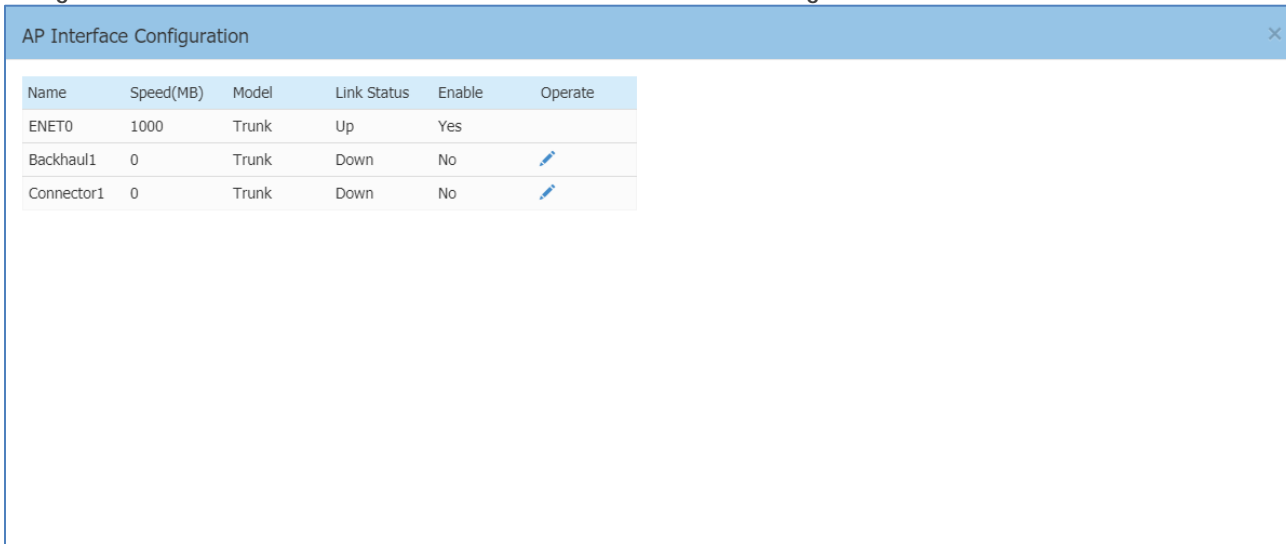 AP Interface Configuration
Name Speed(MB) Model Link Status Enable Operate
ENET0 1000 Trunk Up Yes
Backhaul1 0 Trunk Down No
Connector1 0 Trunk Down No